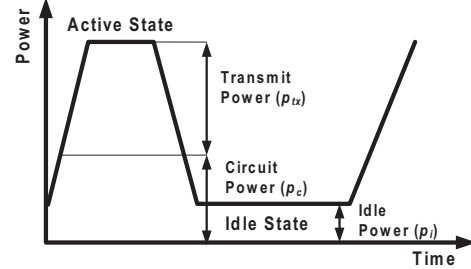 Power
Active State
Transmit
Power (ptx)
Circuit
Power (pc)
Idle State
Idle
Power (pi)
Time